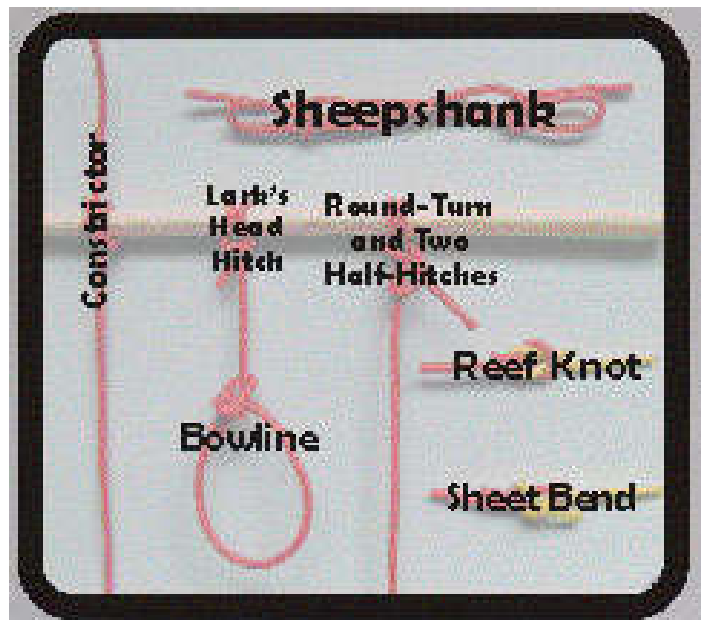 Sheepshank
Constrictor
Lark's
Head
Hitch
Round-Turn
and Two
Half-Hitches
Reef Knot
Bowline
Sheet Bend